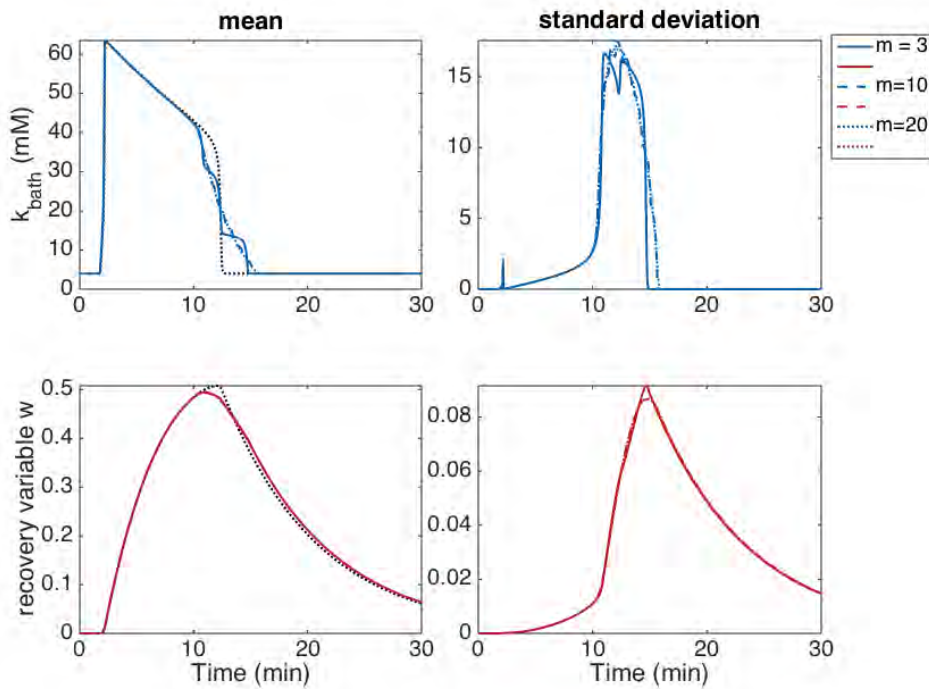 mean
standard deviation
60
50
40
30
20
10
0
k_bath (mM)
0 10 20 30
15
10
5
0
0 10 20 30
m = 3
m=10
m=20
0.5
0.4
0.3
0.2
0.1
0
recovery variable w
0 10 20 30
Time (min)
0.08
0.06
0.04
0.02
0
0 10 20 30
Time (min)